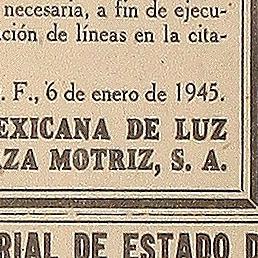 necesaria, a fin de ejecu-
ción de líneas en la cita-
. F., 6 de enero de 1945.
EXICANA DE LUZ
ZA MOTRIZ, S. A.
RIAL DE ESTADO D